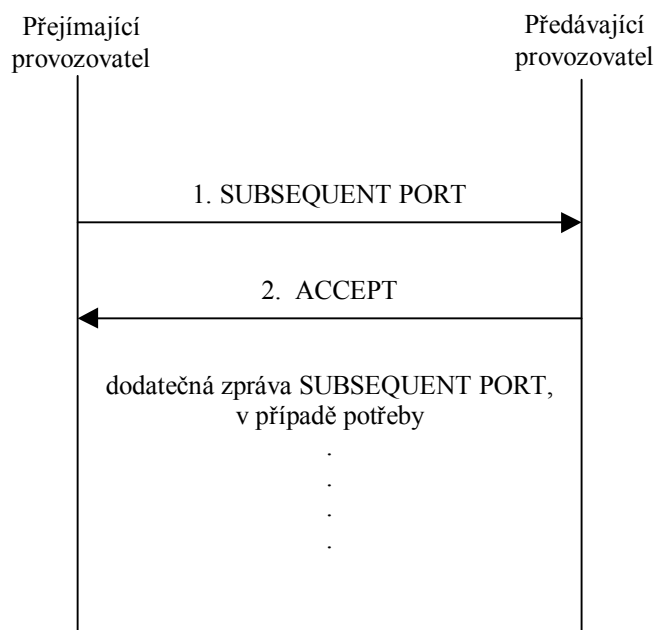 Přejímající
provozovatel
Předávající
provozovatel
1. SUBSEQUENT PORT
2. ACCEPT
dodatečná zpráva SUBSEQUENT PORT,
v případě potřeby
.
.
.
.